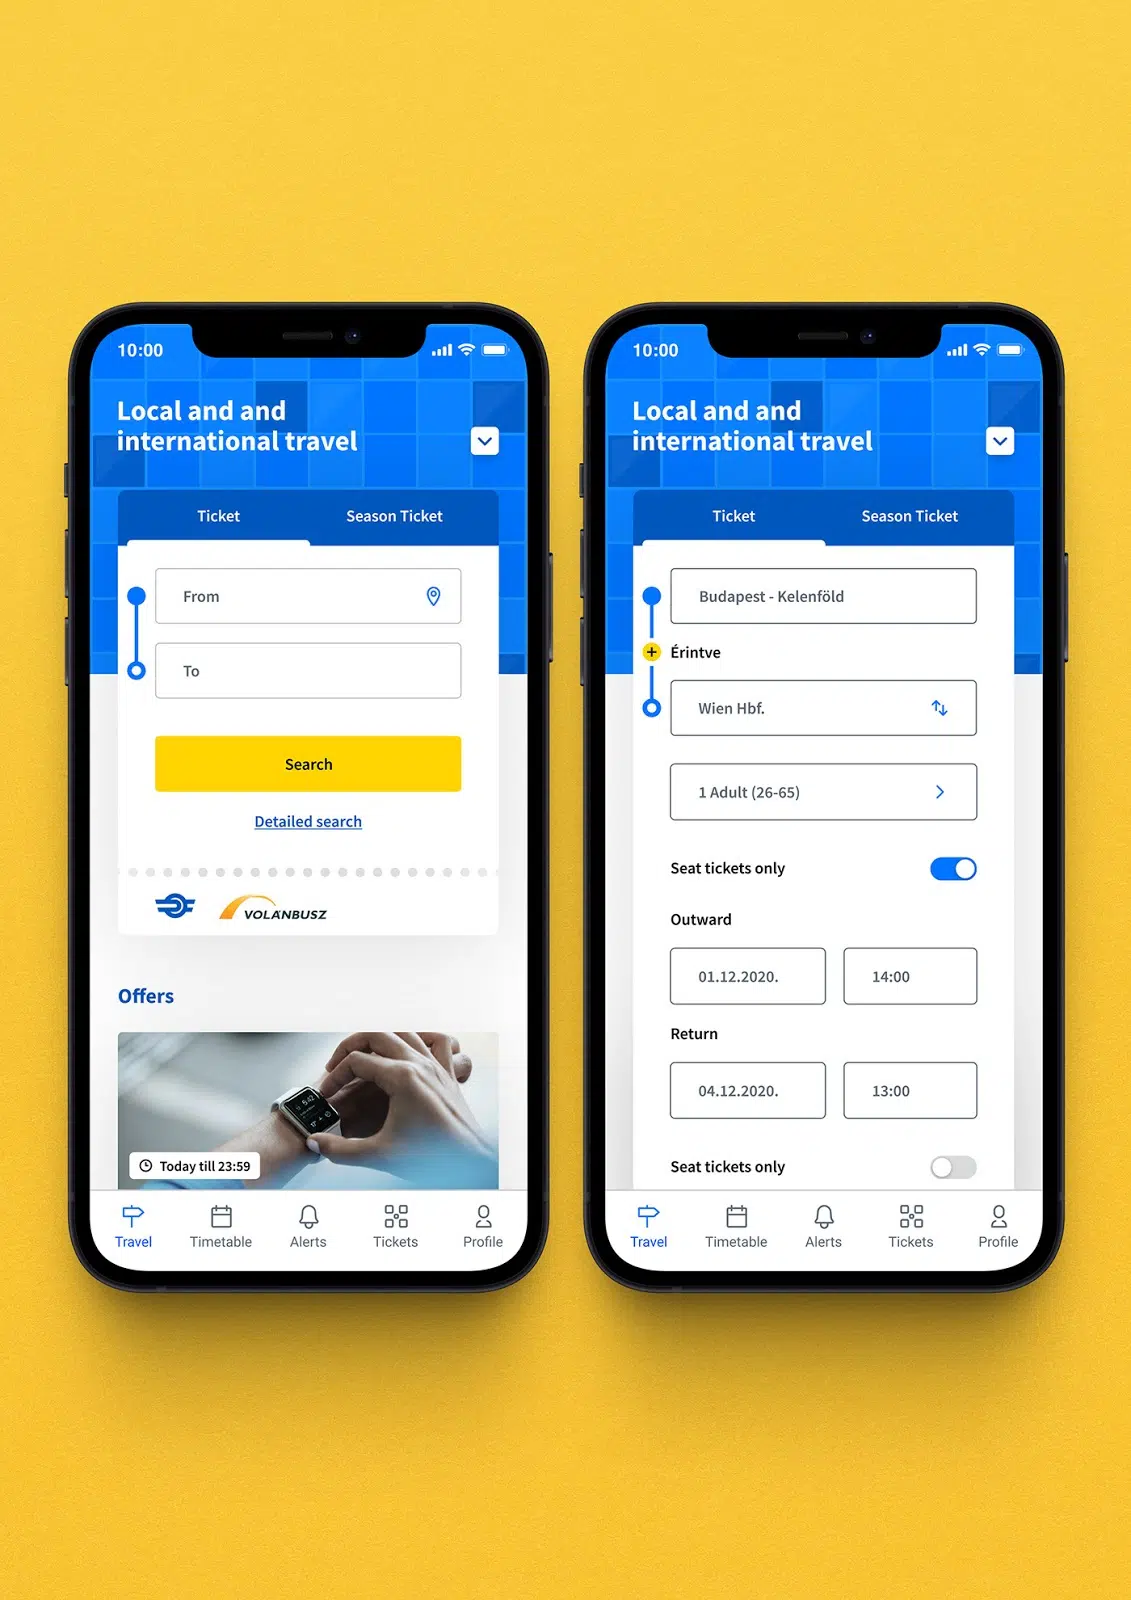 10:00
Local and and
international travel
Ticket
Season Ticket
From
To
Search
Detailed search
VOLÁNBUSZ
Offers
Today till 23:59
Travel
Timetable
Alerts
Tickets
Profile
10:00
Local and and
international travel
Ticket
Season Ticket
Budapest - Kelenföld
Érintve
Wien Hbf.
1 Adult (26-65)
Seat tickets only
Outward
01.12.2020.
14:00
Return
04.12.2020.
13:00
Seat tickets only
Travel
Timetable
Alerts
Tickets
Profile